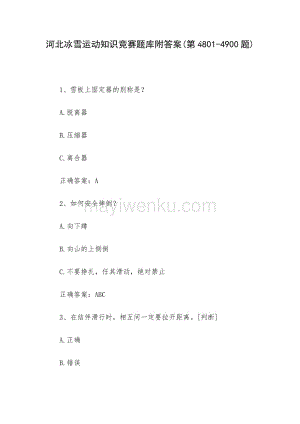 河北冰雪运动知识竞赛题库附答案(第4801-4900题)
1、雪板上固定器的别称是？
A.脱离器
B.压缩器
C.离合器
正确答案：A
2、如何安全摔倒？
A.向下蹲
B.向山的上侧倒
C.不要挣扎，任其滑动，绝对禁止
正确答案：ABC
3、在结伴滑行时，相互间一定要拉开距离。[判断]
A.正确
B.错误
mayiwenku.com